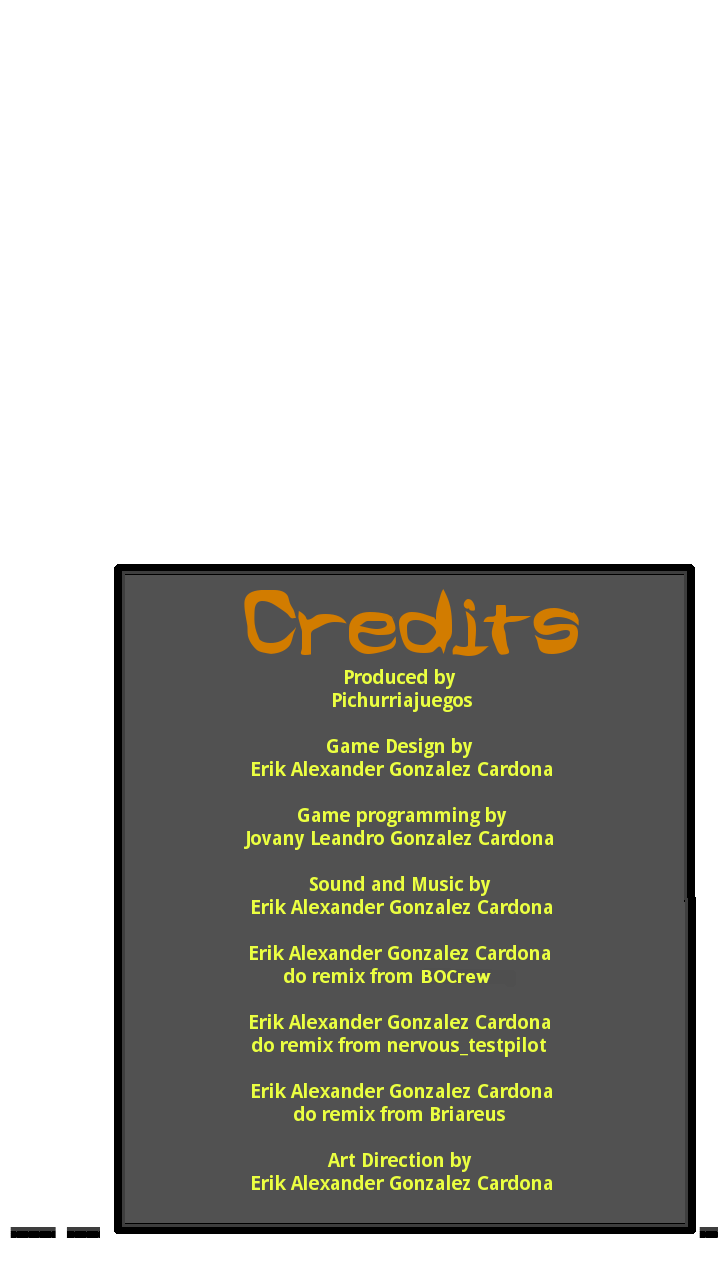 Credits
Produced by
Pichurriajuegos
Game Design by
Erik Alexander Gonzalez Cardona
Game programming by
Jovany Leandro Gonzalez Cardona
Sound and Music by
Erik Alexander Gonzalez Cardona
Erik Alexander Gonzalez Cardona
do remix from BOCrew
Erik Alexander Gonzalez Cardona
do remix from nervous_testpilot
Erik Alexander Gonzalez Cardona
do remix from Briareus
Art Direction by
Erik Alexander Gonzalez Cardona